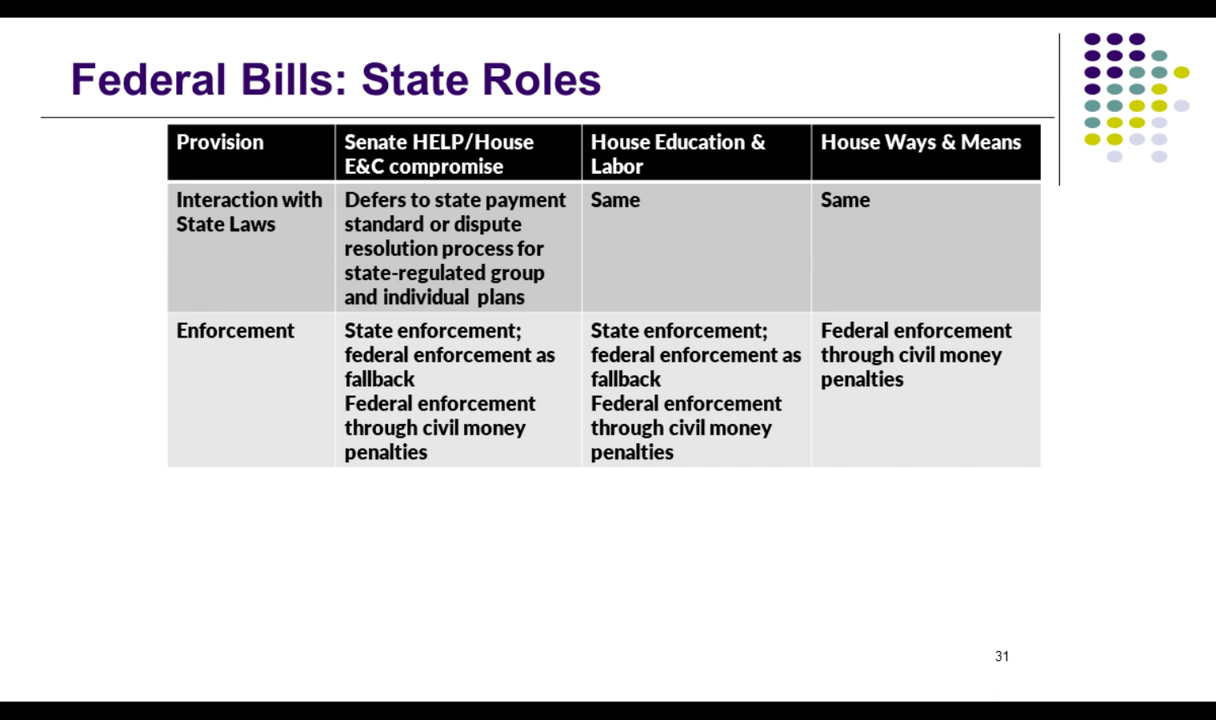 Federal Bills: State Roles
Provision
Senate HELP/House
E&C compromise
House Education &
Labor
House Ways & Means
Interaction with
State Laws
Defers to state payment
standard or dispute
resolution process for
state-regulated group
and individual plans
Same
Same
Enforcement
State enforcement;
federal enforcement as
fallback
Federal enforcement
through civil money
penalties
State enforcement;
federal enforcement as
fallback
Federal enforcement
through civil money
penalties
Federal enforcement
through civil money
penalties
31